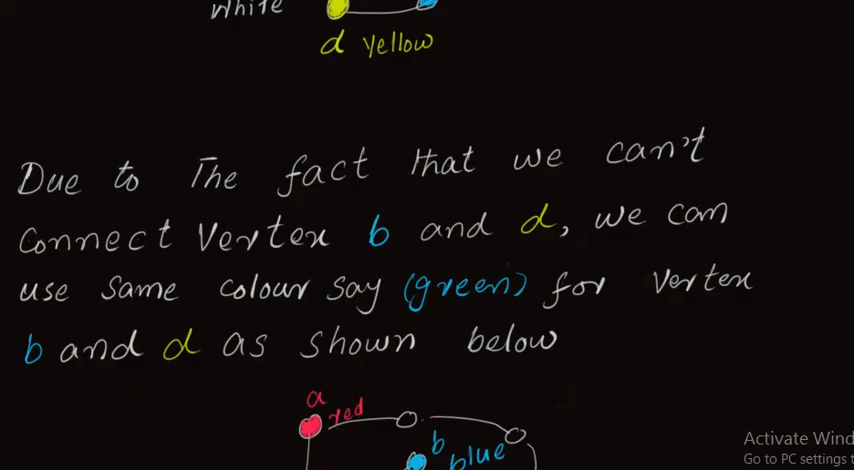 White
d yellow
Due to The fact that we can't
Connect Vertex b and d, we can
use same colour say (green) for vertex
b and d as shown below
a
red
b
blue
Activate Wind
Go to PC settings t